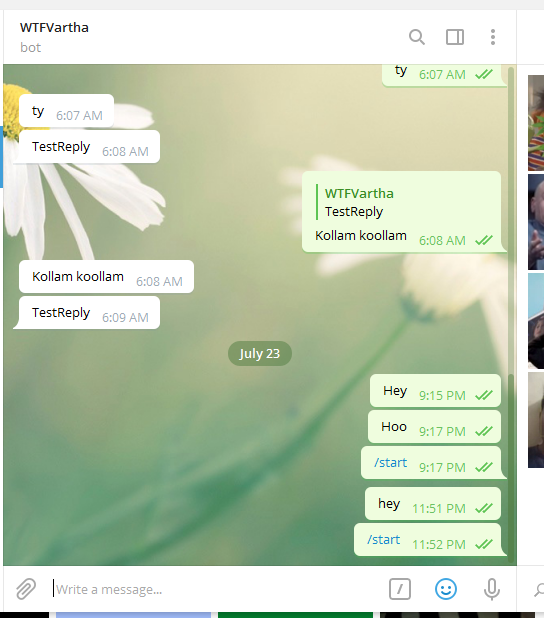 WTFVartha
bot
ty 6:07 AM
ty 6:07 AM
TestReply 6:08 AM
WTFVartha
TestReply
Kollam koollam 6:08 AM
Kollam koollam 6:08 AM
TestReply 6:09 AM
July 23
Hey 9:15 PM
Hoo 9:17 PM
/start 9:17 PM
hey 11:51 PM
/start 11:52 PM
Write a message...